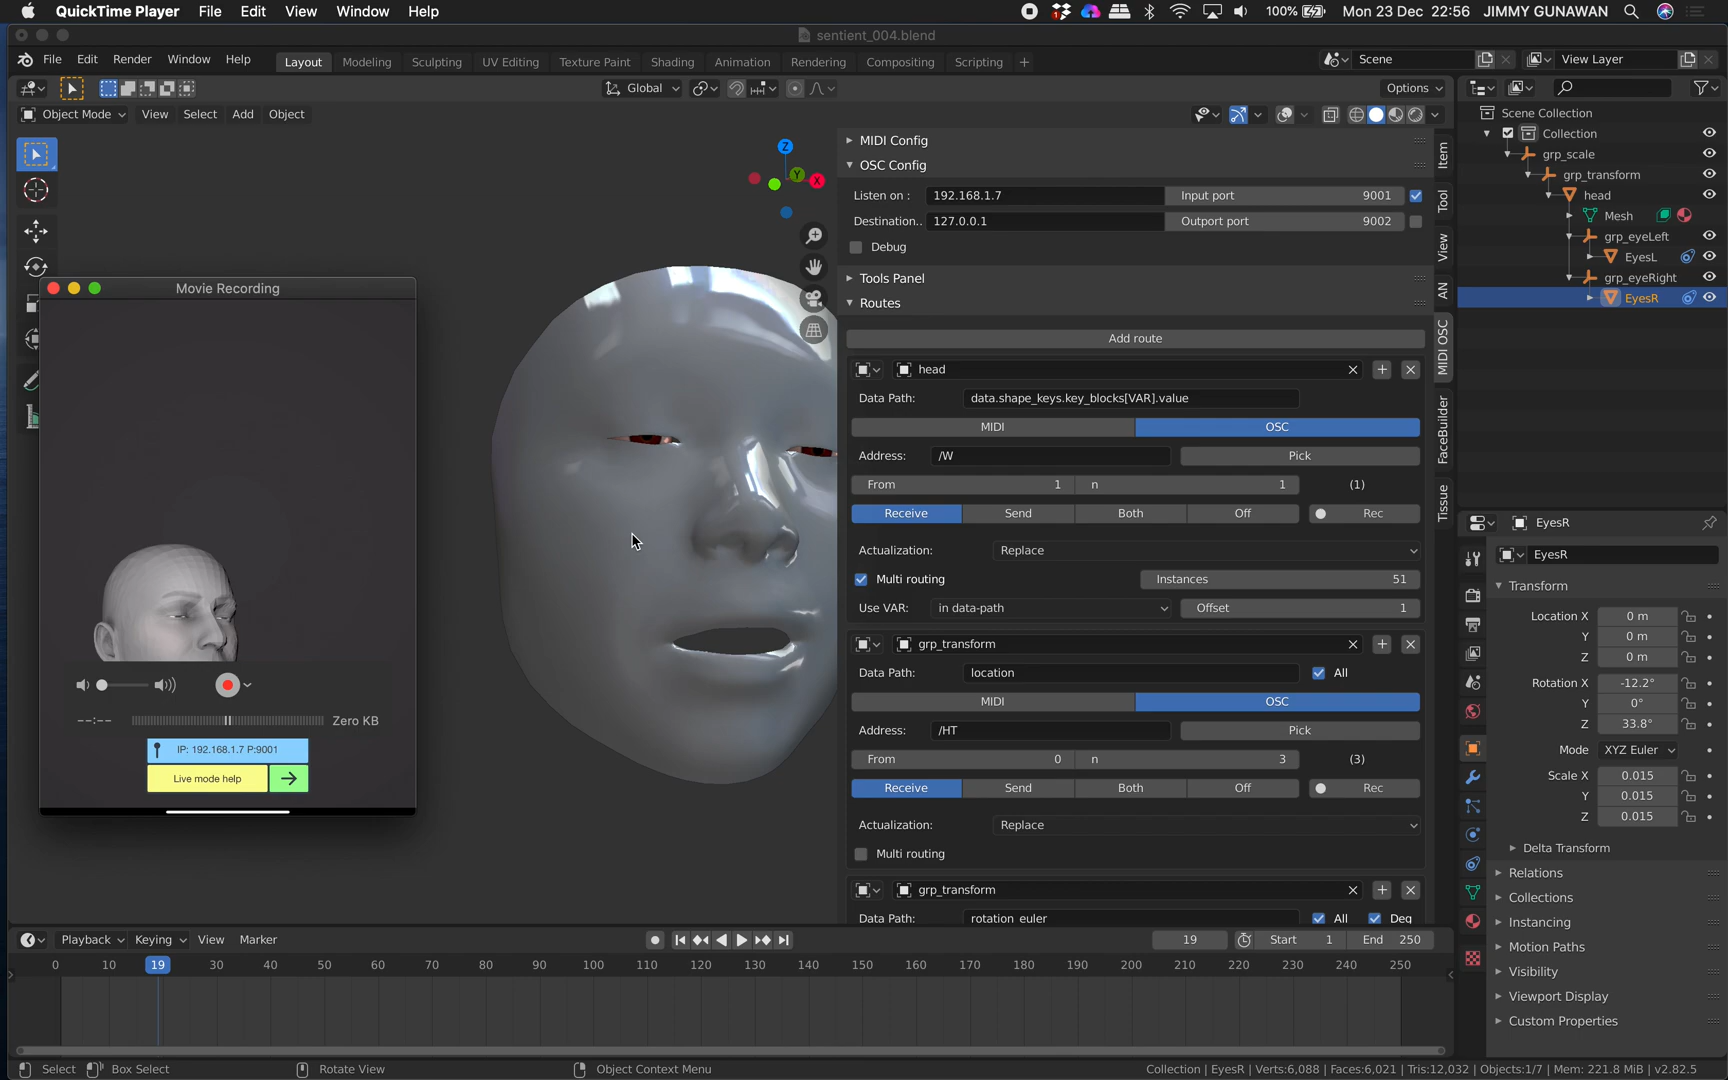 QuickTime Player File Edit View Window Help 1 100% Mon 23 Dec 22:56 JIMMY GUNAWAN
sentient_004.blend
File Edit Render Window Help Layout Modeling Sculpting UV Editing Texture Paint Shading Animation Rendering Compositing Scripting + Scene View Layer
Global Options
Object Mode View Select Add Object
Z
Y
X
Movie Recording
--:-- Zero KB
IP: 192.168.1.7 P:9001
Live mode help
MIDI Config
OSC Config
Listen on : 192.168.1.7 Input port 9001
Destination.. 127.0.0.1 Outport port 9002
Debug
Tools Panel
Routes
Add route
head
Data Path: data.shape_keys.key_blocks[VAR].value
MIDI OSC
Address: /W Pick
From 1 n 1 (1)
Receive Send Both Off Rec
Actualization: Replace
Multi routing Instances 51
Use VAR: in data-path Offset 1
grp_transform
Data Path: location All
MIDI OSC
Address: /HT Pick
From 0 n 3 (3)
Receive Send Both Off Rec
Actualization: Replace
Multi routing
grp_transform
Data Path: rotation euler All Deg
Item
Tool
View
AN
MIDI OSC
FaceBuilder
Tissue
Scene Collection
Collection
grp_scale
grp_transform
head
Mesh
grp_eyeLeft
EyesL
grp_eyeRight
EyesR
EyesR
EyesR
Transform
Location X 0 m
Y 0 m
Z 0 m
Rotation X -12.2°
Y 0°
Z 33.8°
Mode XYZ Euler
Scale X 0.015
Y 0.015
Z 0.015
Delta Transform
Relations
Collections
Instancing
Motion Paths
Visibility
Viewport Display
Custom Properties
Playback Keying View Marker 19 Start 1 End 250
0 10 19 30 40 50 60 70 80 90 100 110 120 130 140 150 160 170 180 190 200 210 220 230 240 250
Select Box Select Rotate View Object Context Menu Collection | EyesR | Verts:6,088 | Faces:6,021 | Tris:12,032 | Objects:1/7 | Mem: 221.8 MiB | v2.82.5